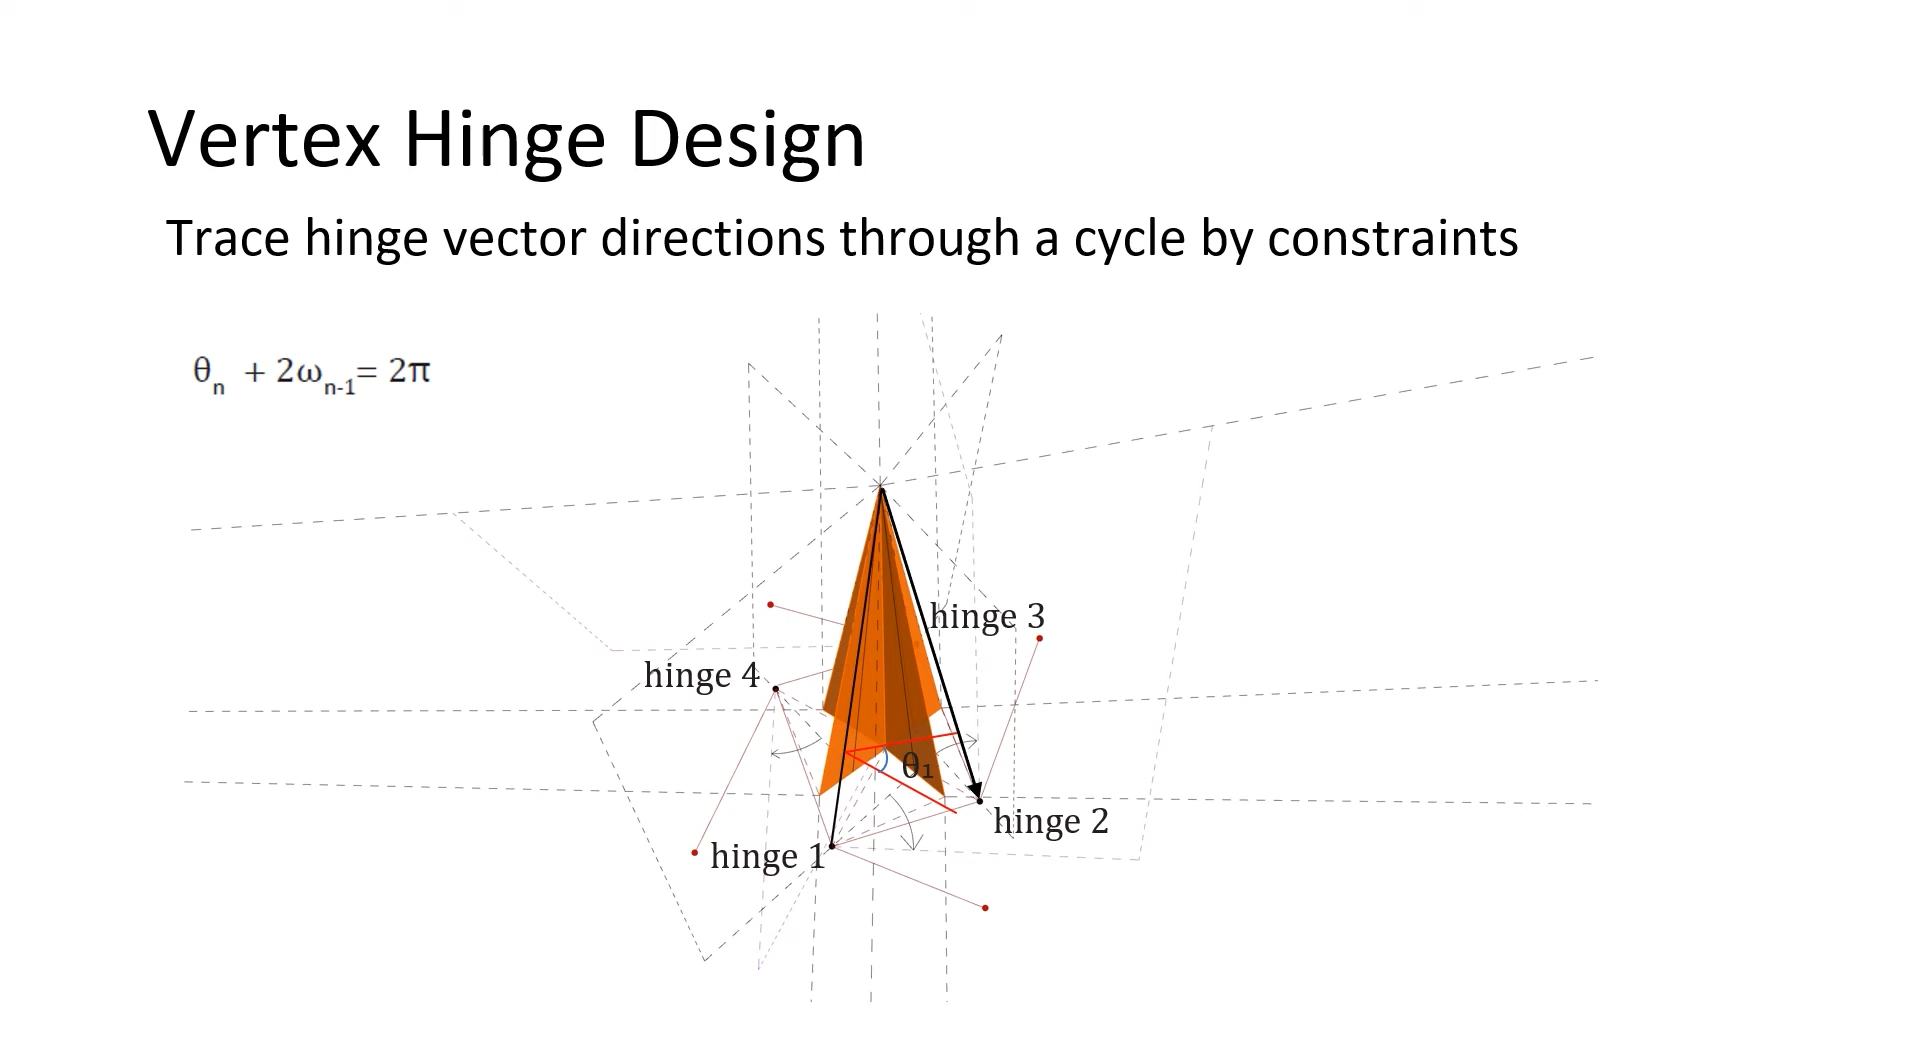 Vertex Hinge Design
Trace hinge vector directions through a cycle by constraints
θₙ + 2ωₙ₋₁= 2π
hinge 3
hinge 4
θ₁
hinge 2
hinge 1